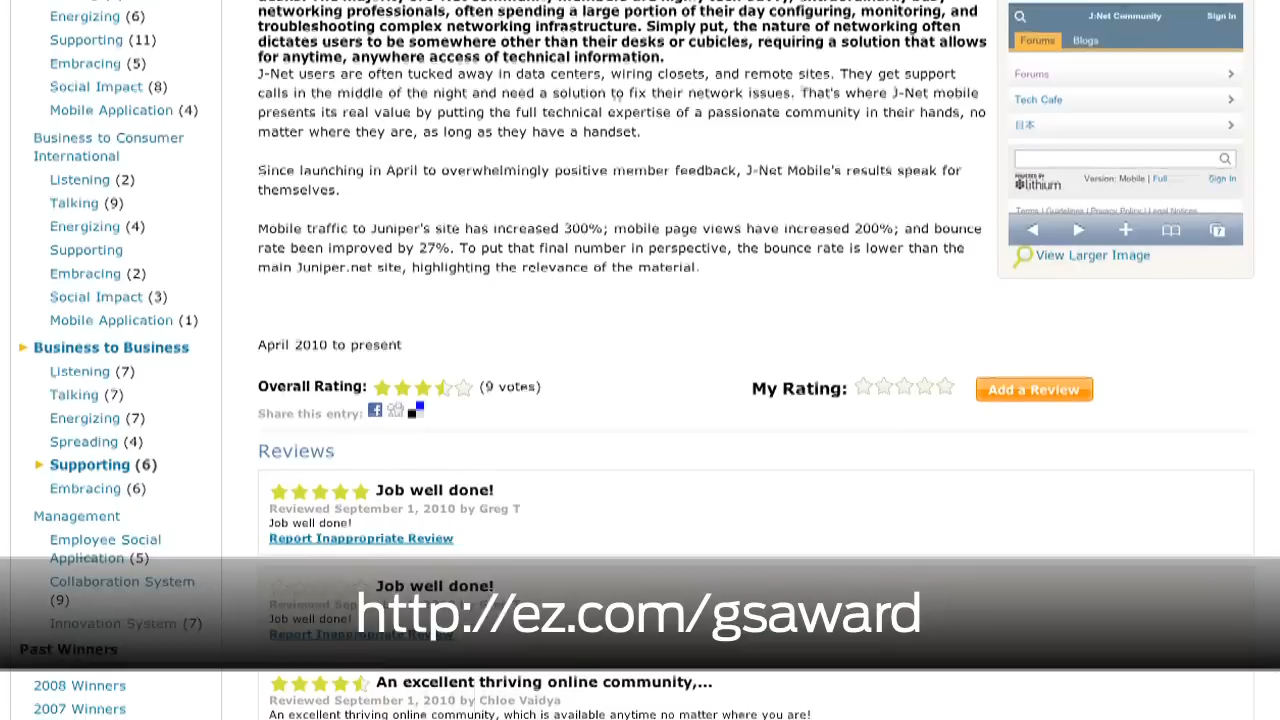 Energizing (6)
Supporting (11)
Embracing (5)
Social Impact (8)
Mobile Application (4)
Business to Consumer
International
Listening (2)
Talking (9)
Energizing (4)
Supporting
Embracing (2)
Social Impact (3)
Mobile Application (1)
Business to Business
Listening (7)
Talking (7)
Energizing (7)
Spreading (4)
Supporting (6)
Embracing (6)
Management
Employee Social
Application (5)
Collaboration System
(9)
Innovation System (7)
Past Winners
2008 Winners
2007 Winners
networking professionals, often spending a large portion of their day configuring, monitoring, and
troubleshooting complex networking infrastructure. Simply put, the nature of networking often
dictates users to be somewhere other than their desks or cubicles, requiring a solution that allows
for anytime, anywhere access of technical information.
J-Net users are often tucked away in data centers, wiring closets, and remote sites. They get support
calls in the middle of the night and need a solution to fix their network issues. That's where J-Net mobile
presents its real value by putting the full technical expertise of a passionate community in their hands, no
matter where they are, as long as they have a handset.
Since launching in April to overwhelmingly positive member feedback, J-Net Mobile's results speak for
themselves.
Mobile traffic to Juniper's site has increased 300%; mobile page views have increased 200%; and bounce
rate been improved by 27%. To put that final number in perspective, the bounce rate is lower than the
main Juniper.net site, highlighting the relevance of the material.
April 2010 to present
Overall Rating: (9 votes)
My Rating: Add a Review
Share this entry:
Reviews
Job well done!
Reviewed September 1, 2010 by Greg T
Job well done!
Report Inappropriate Review
Job well done!
Job well done!
Report Inappropriate Review
http://ez.com/gsaward
An excellent thriving online community,...
Reviewed September 1, 2010 by Chloe Vaidya
An excellent thriving online community, which is available anytime no matter where you are!
J-Net Community Sign In
Forums Blogs
Forums
Tech Cafe
日本
POWERED BY
lithium
Version: Mobile | Full
Sign In
Terms | Guidelines | Privacy Policy | Legal Notices
View Larger Image